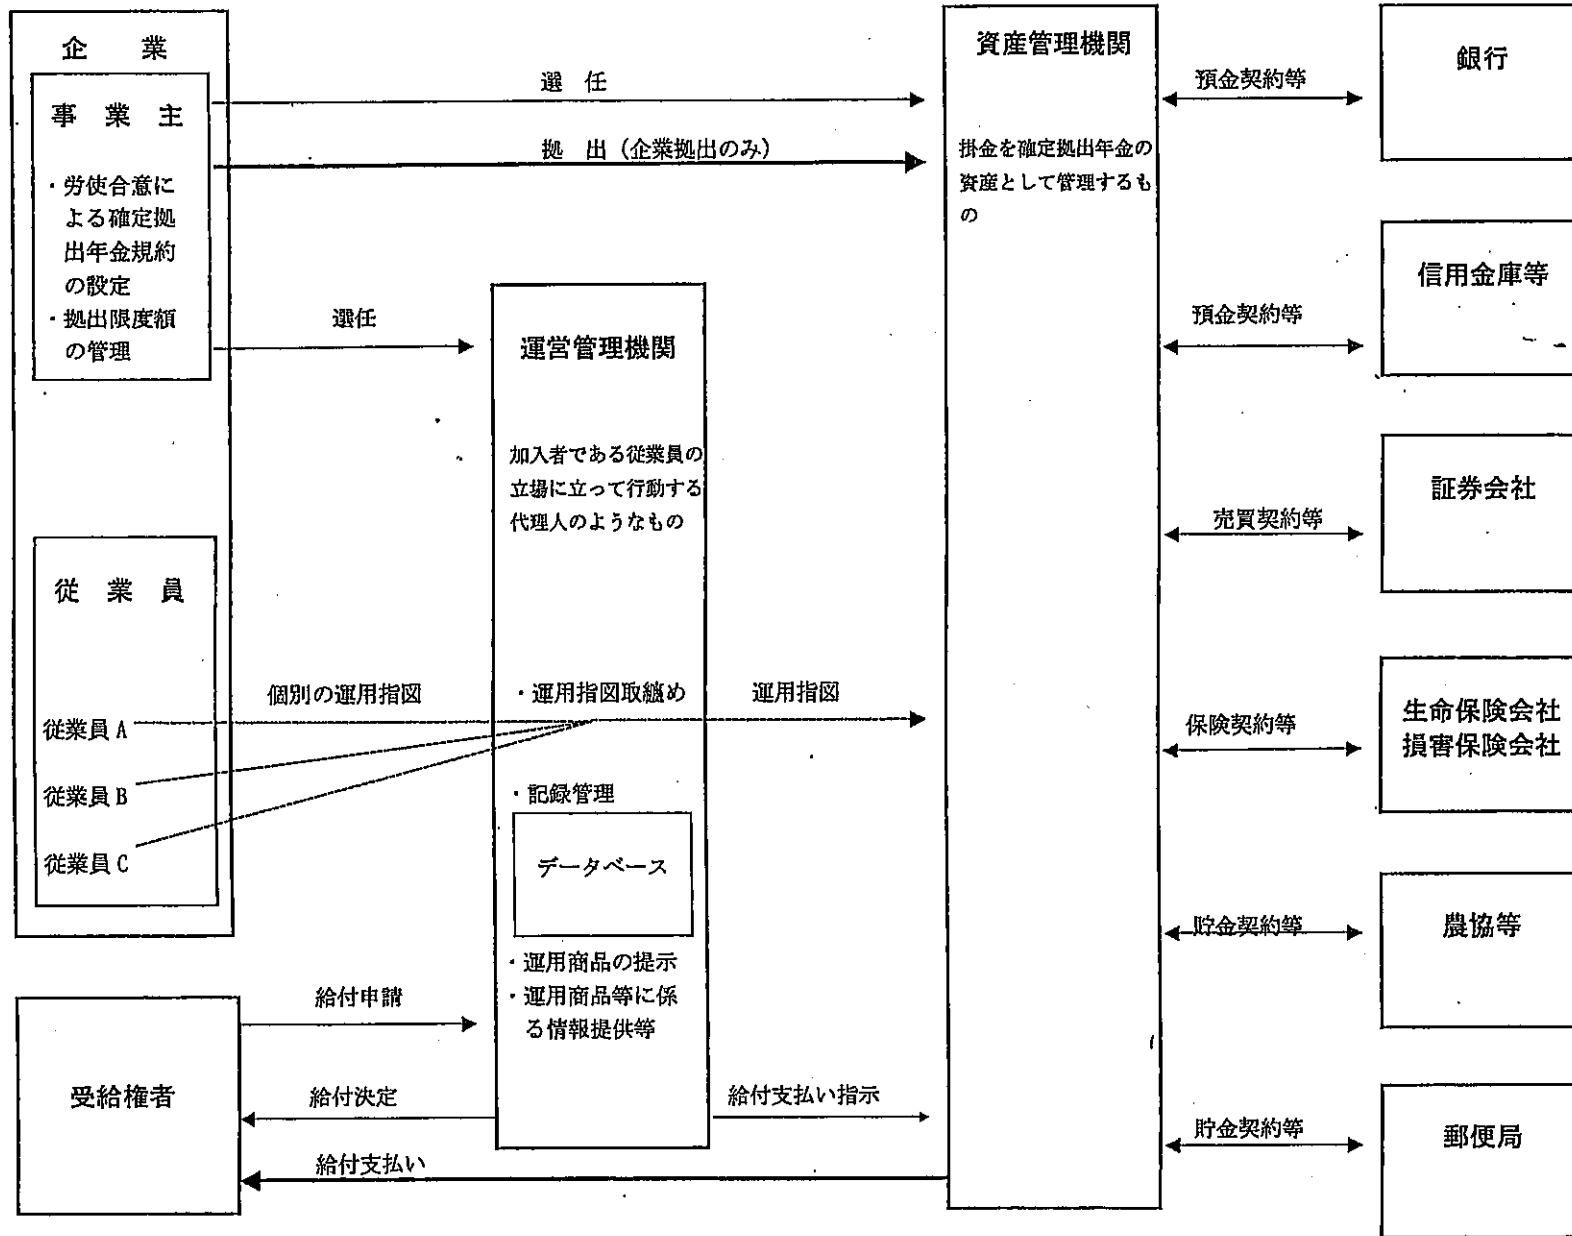 企　業
事　業　主
・労使合意に
よる確定拠
出年金規約
の設定
・拠出限度額
の管理
従　業　員
従業員 A
従業員 B
従業員 C
受給権者
選　任
拠　出（企業拠出のみ）
選任
個別の運用指図
給付申請
給付決定
給付支払い
運営管理機関
加入者である従業員の
立場に立って行動する
代理人のようなもの
・運用指図取纏め
・記録管理
データベース
・運用商品の提示
・運用商品等に係
る情報提供等
運用指図
給付支払い指示
資産管理機関
掛金を確定拠出年金の
資産として管理するも
の
預金契約等
預金契約等
売買契約等
保険契約等
貯金契約等
貯金契約等
銀行
信用金庫等
証券会社
生命保険会社
損害保険会社
農協等
郵便局